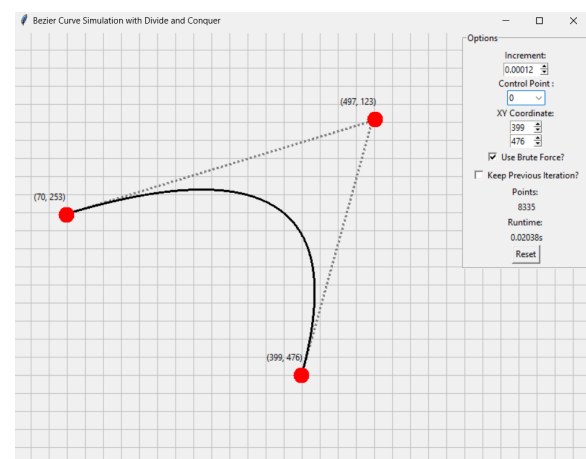 Bezier Curve Simulation with Divide and Conquer
Options
Increment:
0.00012
Control Point :
0
XY Coordinate:
399
476
Use Brute Force?
Keep Previous Iteration?
Points:
8335
Runtime:
0.02038s
Reset
(497, 123)
(70, 253)
(399, 476)